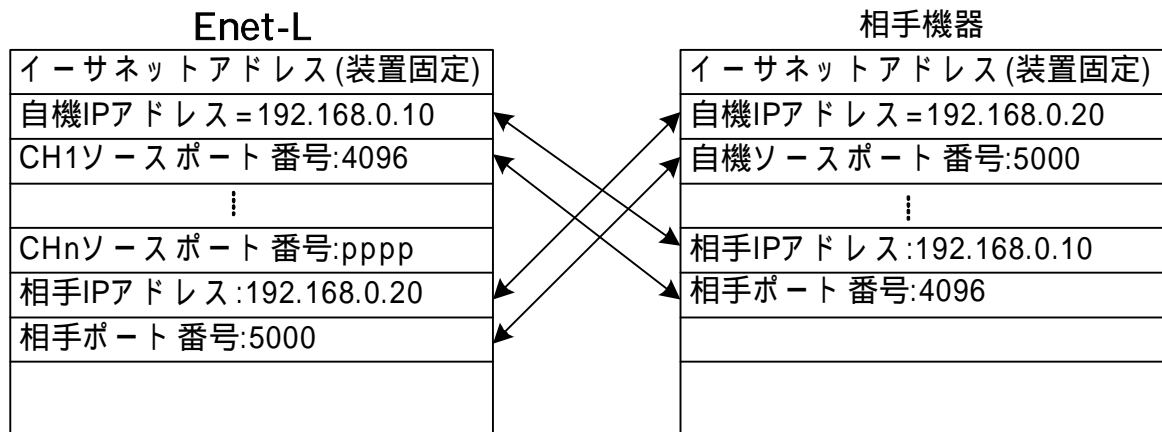 Enet-L
イーサネットアドレス(装置固定)
自機IPアドレス=192.168.0.10
CH1ソースポート番号:4096
CHnソースポート番号:pppp
相手IPアドレス:192.168.0.20
相手ポート番号:5000
相手機器
イーサネットアドレス(装置固定)
自機IPアドレス=192.168.0.20
自機ソースポート番号:5000
相手IPアドレス:192.168.0.10
相手ポート番号:4096